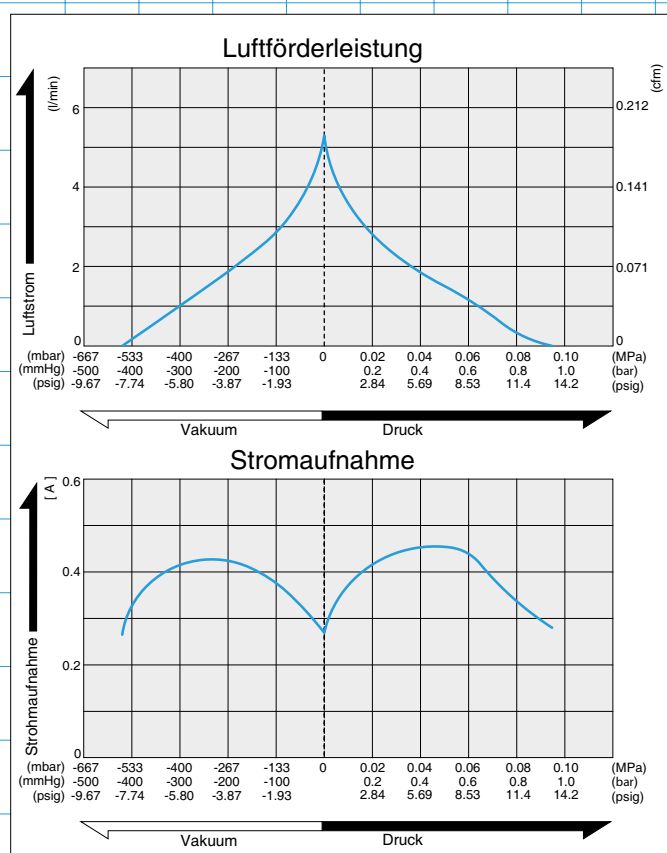 Luftförderleistung
(l/min)
(cfm)
6
4
2
0
0.212
0.141
0.071
0
Luftstrom
(mbar) -667 -533 -400 -267 -133 0 0.02 0.04 0.06 0.08 0.10 (MPa)
(mmHg) -500 -400 -300 -200 -100 0.2 0.4 0.6 0.8 1.0 (bar)
(psig) -9.67 -7.74 -5.80 -3.87 -1.93 2.84 5.69 8.53 11.4 14.2 (psig)
Vakuum Druck
Stromaufnahme
[ A ]
0.6
0.4
0.2
0
Strohmaufnahme
(mbar) -667 -533 -400 -267 -133 0 0.02 0.04 0.06 0.08 0.10 (MPa)
(mmHg) -500 -400 -300 -200 -100 0.2 0.4 0.6 0.8 1.0 (bar)
(psig) -9.67 -7.74 -5.80 -3.87 -1.93 2.84 5.69 8.53 11.4 14.2 (psig)
Vakuum Druck